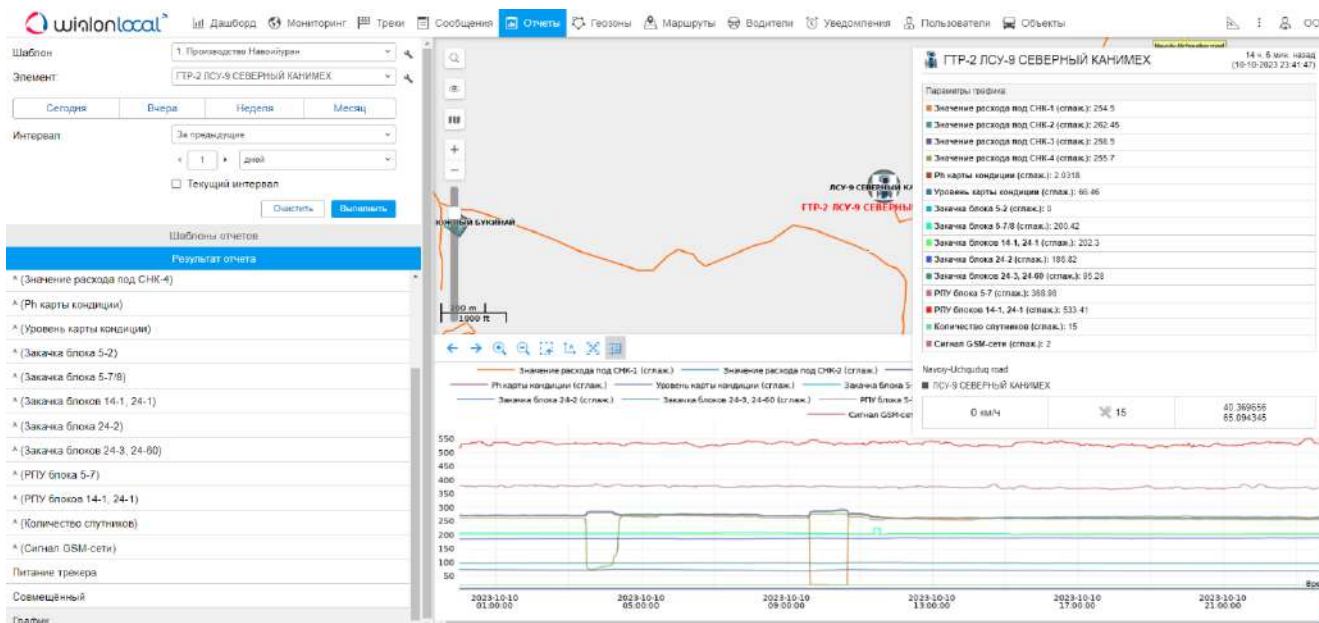 wialonlocal
Дашборд Мониторинг Треки Сообщения Отчеты Геозоны Маршруты Водители Уведомления Пользователи Объекты
Шаблон 1. Производство Навоийуран
Элемент: ГТР-2 ЛСУ-9 СЕВЕРНЫЙ КАНИМЕХ
Сегодня Вчера Неделя Месяц
Интервал: За предыдущие
1 дней
Текущий интервал
Очистить Выполнить
Шаблоны отчетов
Результат отчета
^ (Значение расхода под СНК-4)
^ (Ph карты кондиции)
^ (Уровень карты кондиции)
^ (Закачка блока 5-2)
^ (Закачка блока 5-7/8)
^ (Закачка блоков 14-1, 24-1)
^ (Закачка блока 24-2)
^ (Закачка блоков 24-3, 24-60)
^ (РПУ блока 5-7)
^ (РПУ блоков 14-1, 24-1)
^ (Количество спутников)
^ (Сигнал GSM-сети)
Питание трекера
Совмещённый
График
ЛСУ-9 СЕВЕРНЫЙ КА
ГТР-2 ЛСУ-9 СЕВЕРНЫ
ЮЖНЫЙ БУКИНАЙ
200 m
1000 ft
ГТР-2 ЛСУ-9 СЕВЕРНЫЙ КАНИМЕХ
14 ч. 6 мин. назад
(10-10-2023 23:41:47)
Параметры графика
Значение расхода под СНК-1 (сглаж.): 254.5
Значение расхода под СНК-2 (сглаж.): 262.45
Значение расхода под СНК-3 (сглаж.): 258.5
Значение расхода под СНК-4 (сглаж.): 255.7
Ph карты кондиции (сглаж.): 2.0318
Уровень карты кондиции (сглаж.): 66.46
Закачка блока 5-2 (сглаж.): 0
Закачка блока 5-7/8 (сглаж.): 200.42
Закачка блоков 14-1, 24-1 (сглаж.): 202.3
Закачка блока 24-2 (сглаж.): 186.82
Закачка блоков 24-3, 24-60 (сглаж.): 95.28
РПУ блока 5-7 (сглаж.): 368.98
РПУ блоков 14-1, 24-1 (сглаж.): 533.41
Количество спутников (сглаж.): 15
Сигнал GSM-сети (сглаж.): 2
Navoy-Uchquduq road
ЛСУ-9 СЕВЕРНЫЙ КАНИМЕХ
0 км/ч 15 40.369656
65.094345
Значение расхода под СНК-1 (сглаж.) Значение расхода под СНК-2 (сглаж.)
Ph карты кондиции (сглаж.) Уровень карты кондиции (сглаж.) Закачка блока 5-
Закачка блока 24-2 (сглаж.) Закачка блоков 24-3, 24-60 (сглаж.) РПУ блока 5-
Сигнал GSM-сет
550
500
450
400
350
300
250
200
150
100
50
Вре
2023-10-10 2023-10-10 2023-10-10 2023-10-10 2023-10-10 2023-10-10
01:00:00 05:00:00 09:00:00 13:00:00 17:00:00 21:00:00